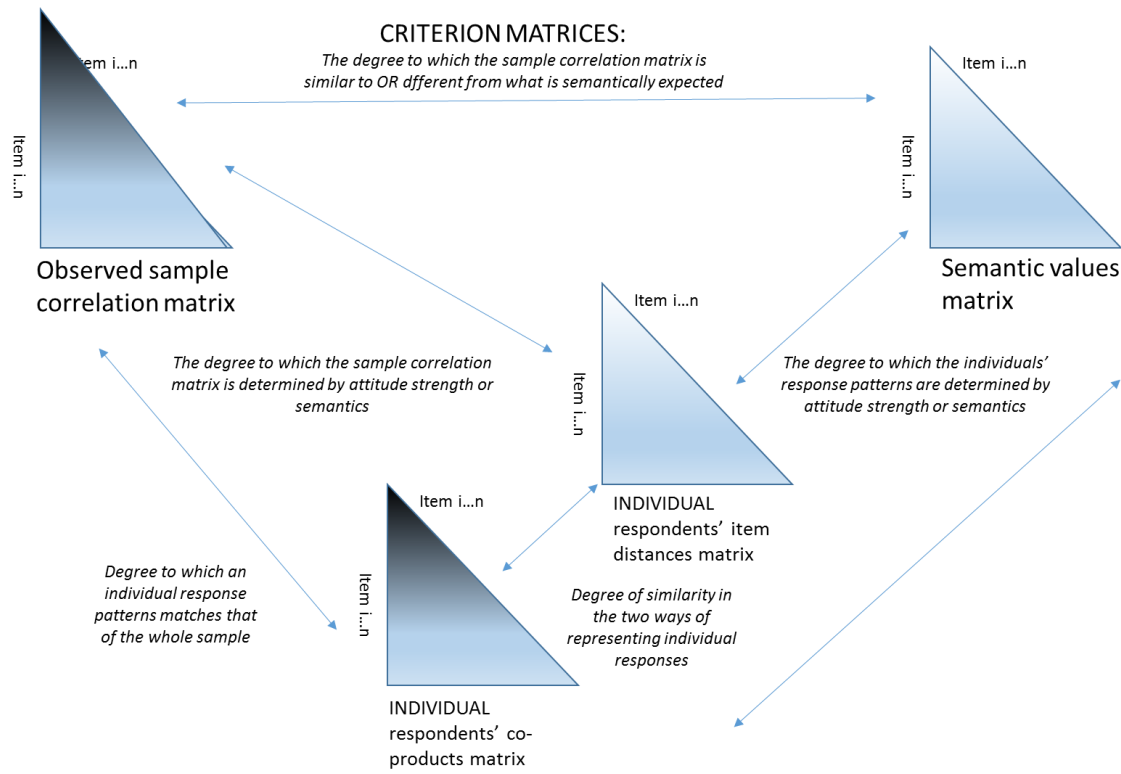 CRITERION MATRICES:
The degree to which the sample correlation matrix is
similar to OR dfferent from what is semantically expected
tem i...n
Item i...n
Item i...n
Item i...n
Observed sample
correlation matrix
Semantic values
matrix
Item i...n
Item i...n
The degree to which the sample correlation
matrix is determined by attitude strength or
semantics
The degree to which the individuals'
response patterns are determined by
attitude strength or semantics
INDIVIDUAL
respondents' item
distances matrix
Item i...n
Item i...n
Degree to which an
individual response
patterns matches that
of the whole sample
Degree of similarity in
the two ways of
representing individual
responses
INDIVIDUAL
respondents' co-
products matrix